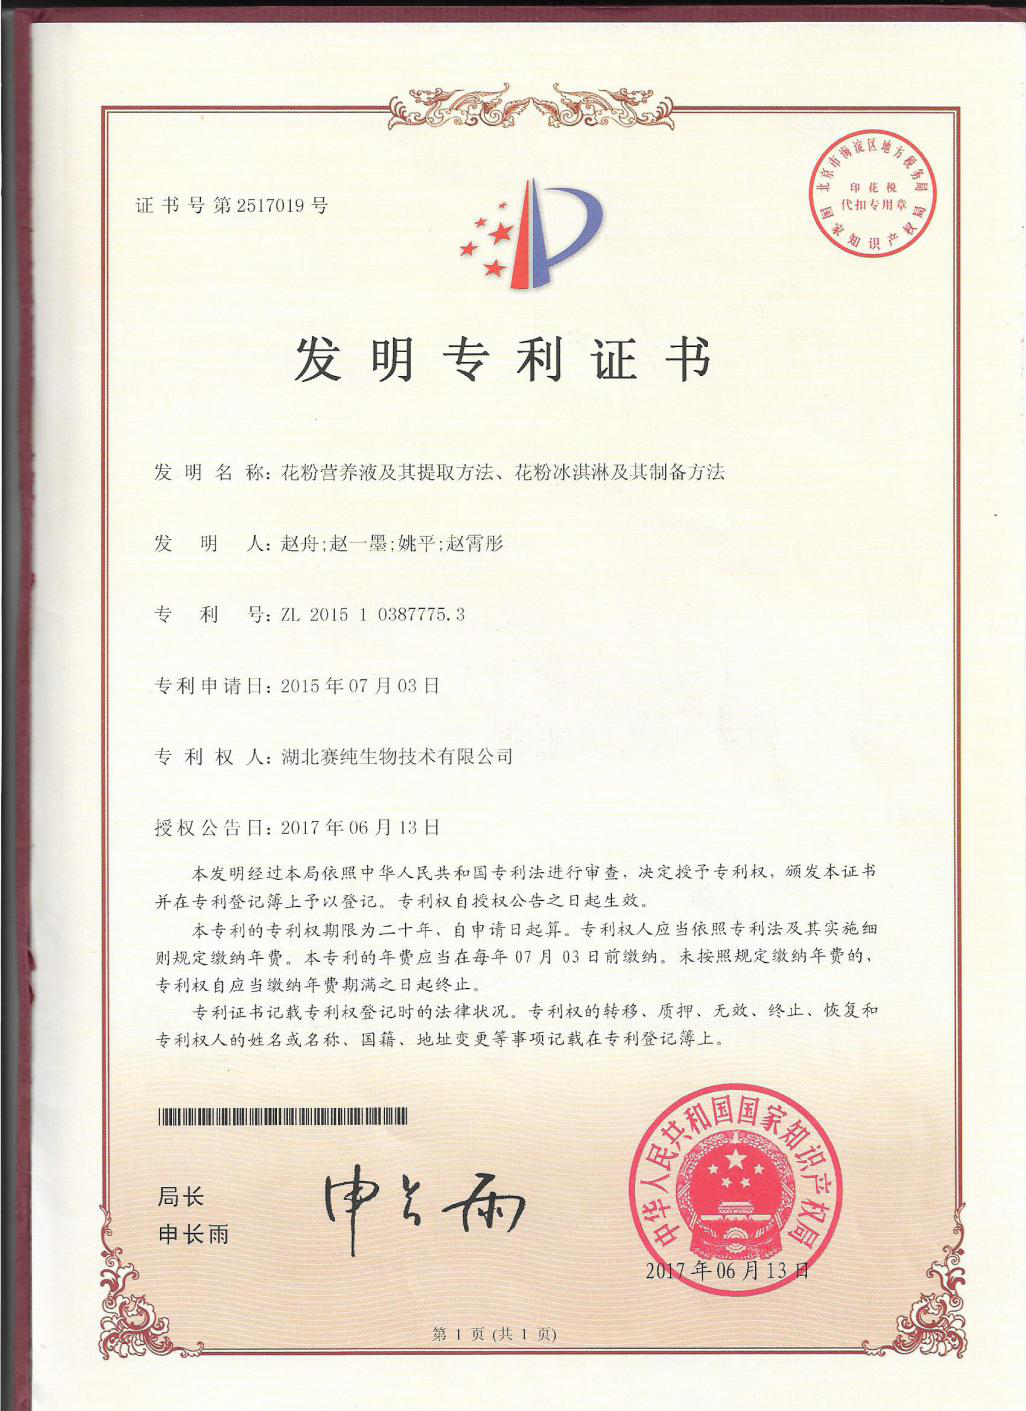 证书号第2517019号
北京市海淀区地方税务局
印花税
代扣专用章
国家知识产权局
发明专利证书
发明名称：花粉营养液及其提取方法、花粉冰淇淋及其制备方法
发明人：赵舟;赵一墨;姚平;赵霄彤
专利号：ZL 2015 1 0387775.3
专利申请日：2015年07月03日
专利权人：湖北赛纯生物技术有限公司
授权公告日：2017年06月13日
本发明经过本局依照中华人民共和国专利法进行审查，决定授予专利权，颁发本证书
并在专利登记簿上予以登记。专利权自授权公告之日起生效。
本专利的专利权期限为二十年，自申请日起算。专利权人应当依照专利法及其实施细
则规定缴纳年费。本专利的年费应当在每年07月03日前缴纳。未按照规定缴纳年费的，
专利权自应当缴纳年费期满之日起终止。
专利证书记载专利权登记时的法律状况。专利权的转移、质押、无效、终止、恢复和
专利权人的姓名或名称、国籍、地址变更等事项记载在专利登记簿上。
局长
申长雨
申长雨
中华人民共和国国家知识产权局
2017年06月13日
第1页(共1页)